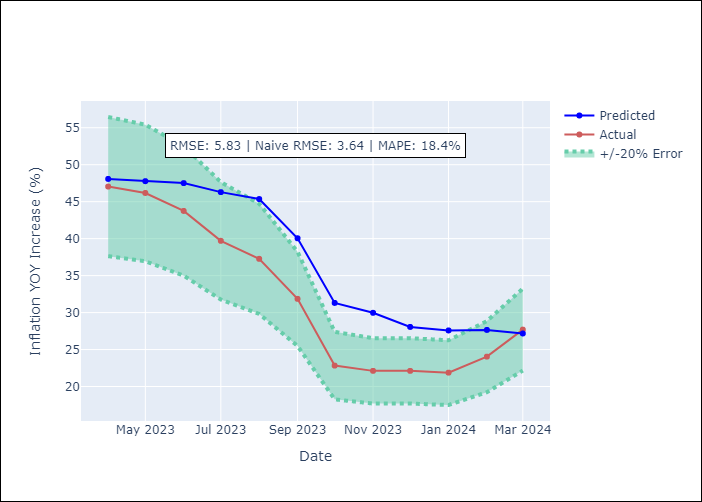 RMSE: 5.83 | Naive RMSE: 3.64 | MAPE: 18.4%
Predicted
Actual
+/-20% Error
Inflation YOY Increase (%)
55
50
45
40
35
30
25
20
May 2023
Jul 2023
Sep 2023
Nov 2023
Jan 2024
Mar 2024
Date